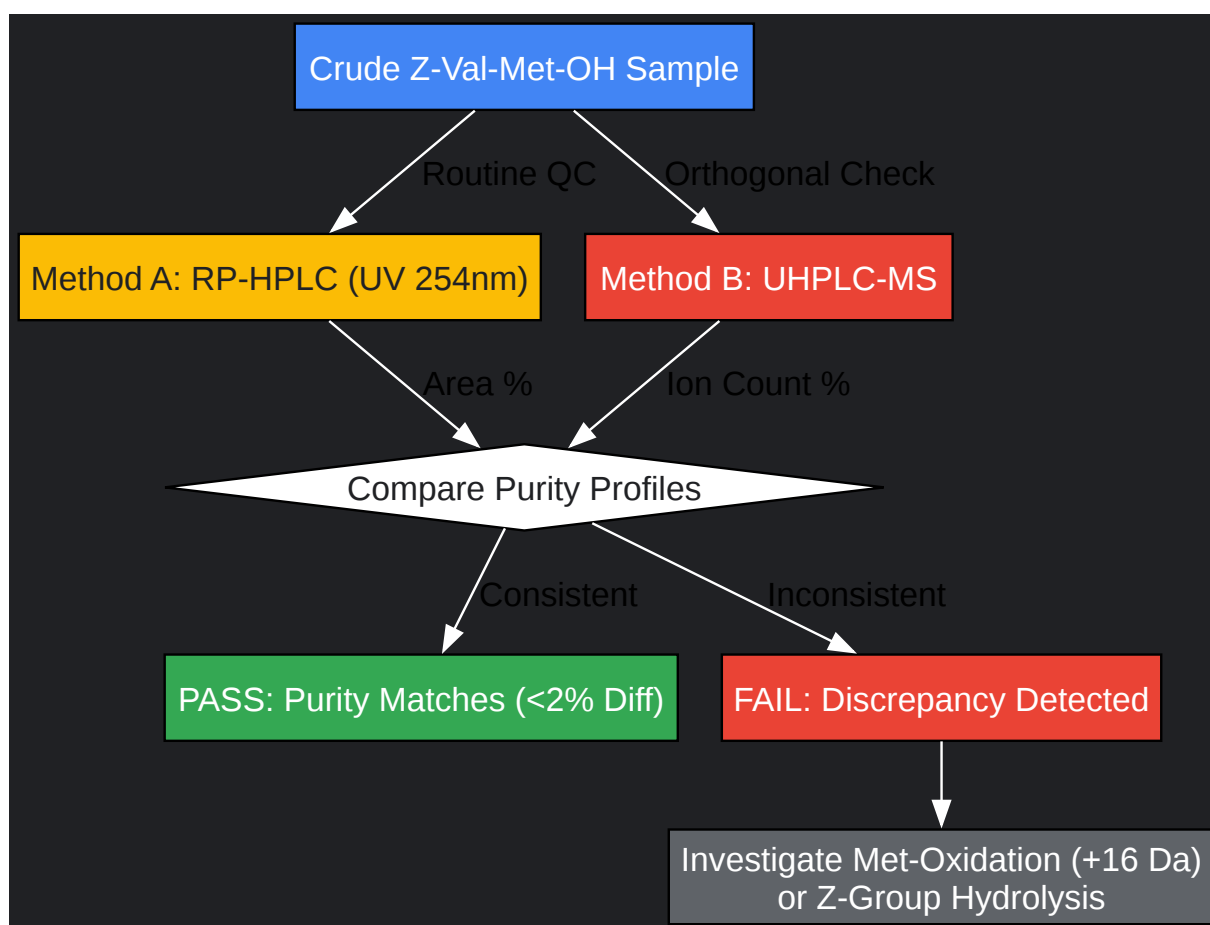 Crude Z-Val-Met-OH Sample
Routine QC
Orthogonal Check
Method A: RP-HPLC (UV 254nm)
Method B: UHPLC-MS
Area %
Ion Count %
Compare Purity Profiles
Consistent
Inconsistent
PASS: Purity Matches (<2% Diff)
FAIL: Discrepancy Detected
Investigate Met-Oxidation (+16 Da)
or Z-Group Hydrolysis